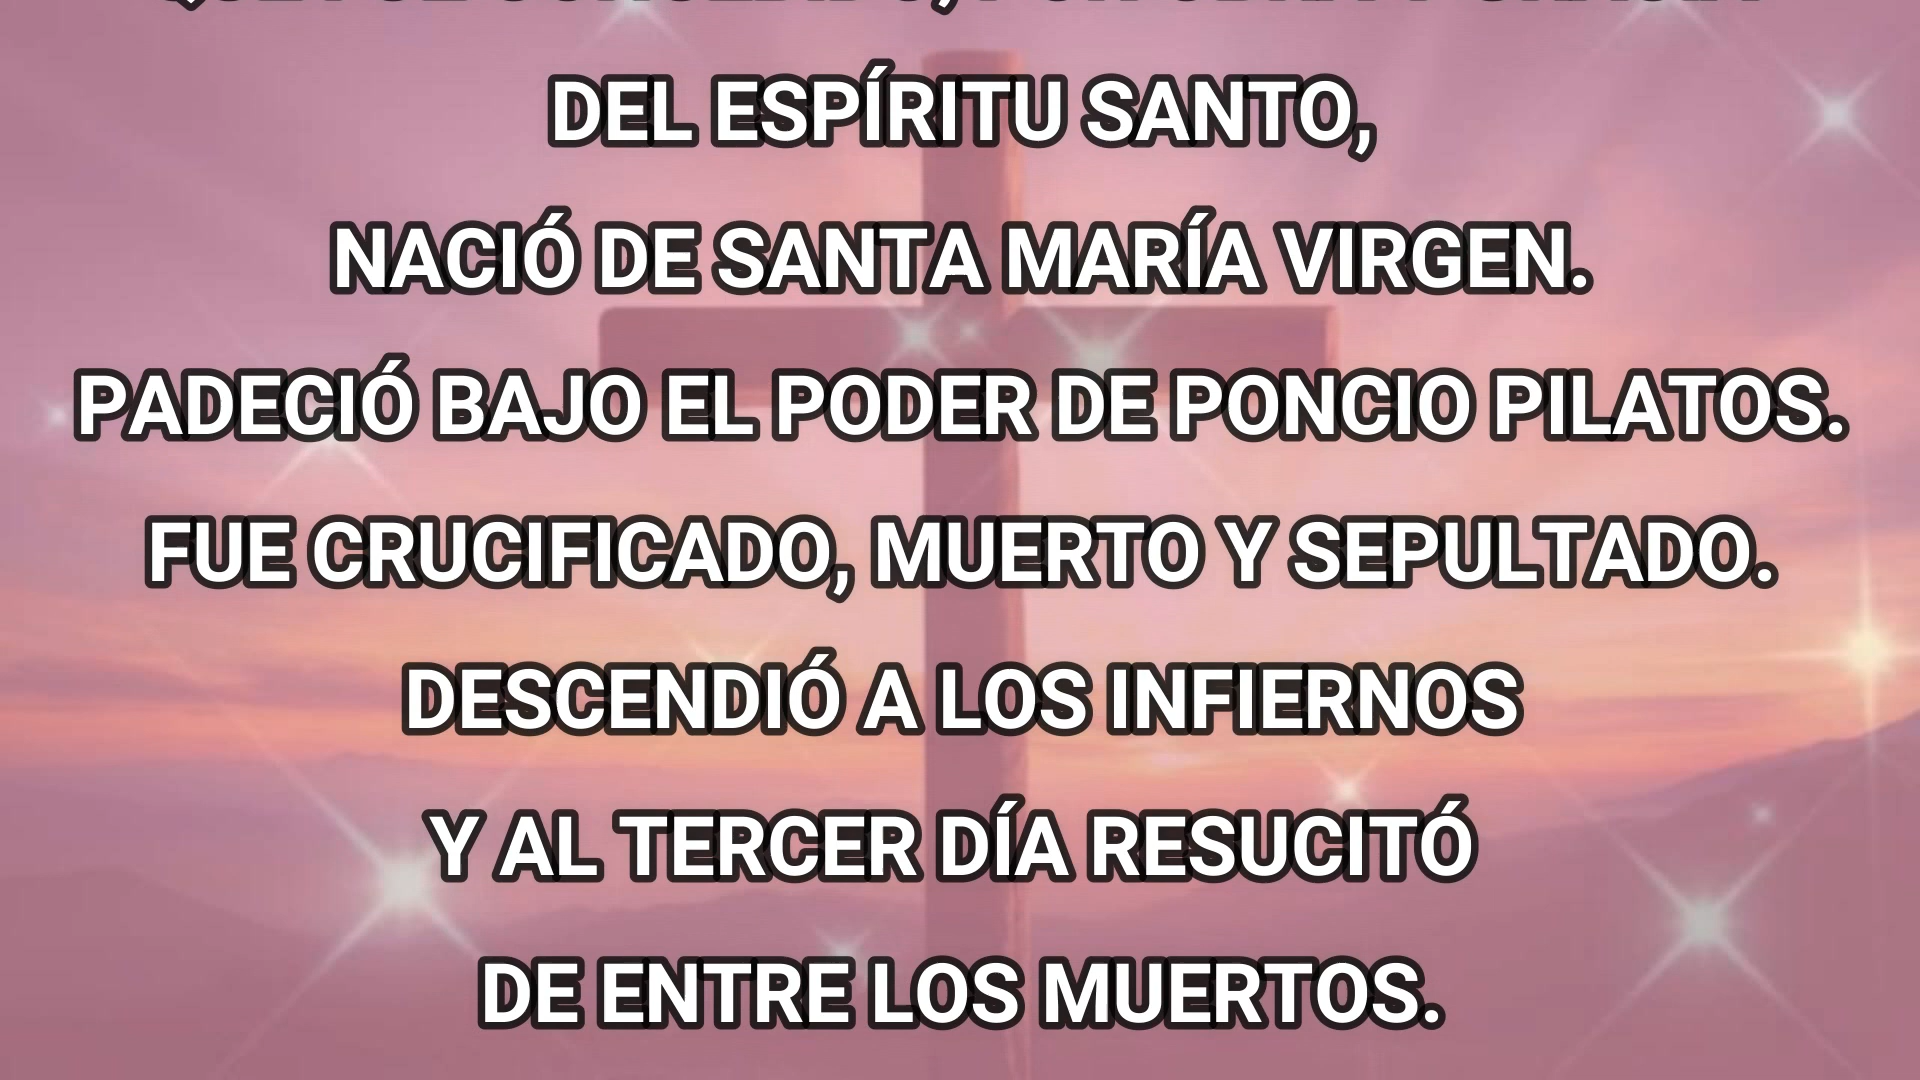 DEL ESPÍRITU SANTO,
NACIÓ DE SANTA MARÍA VIRGEN.
PADECIÓ BAJO EL PODER DE PONCIO PILATOS.
FUE CRUCIFICADO, MUERTO Y SEPULTADO.
DESCENDIÓ A LOS INFIERNOS
Y AL TERCER DÍA RESUCITÓ
DE ENTRE LOS MUERTOS.